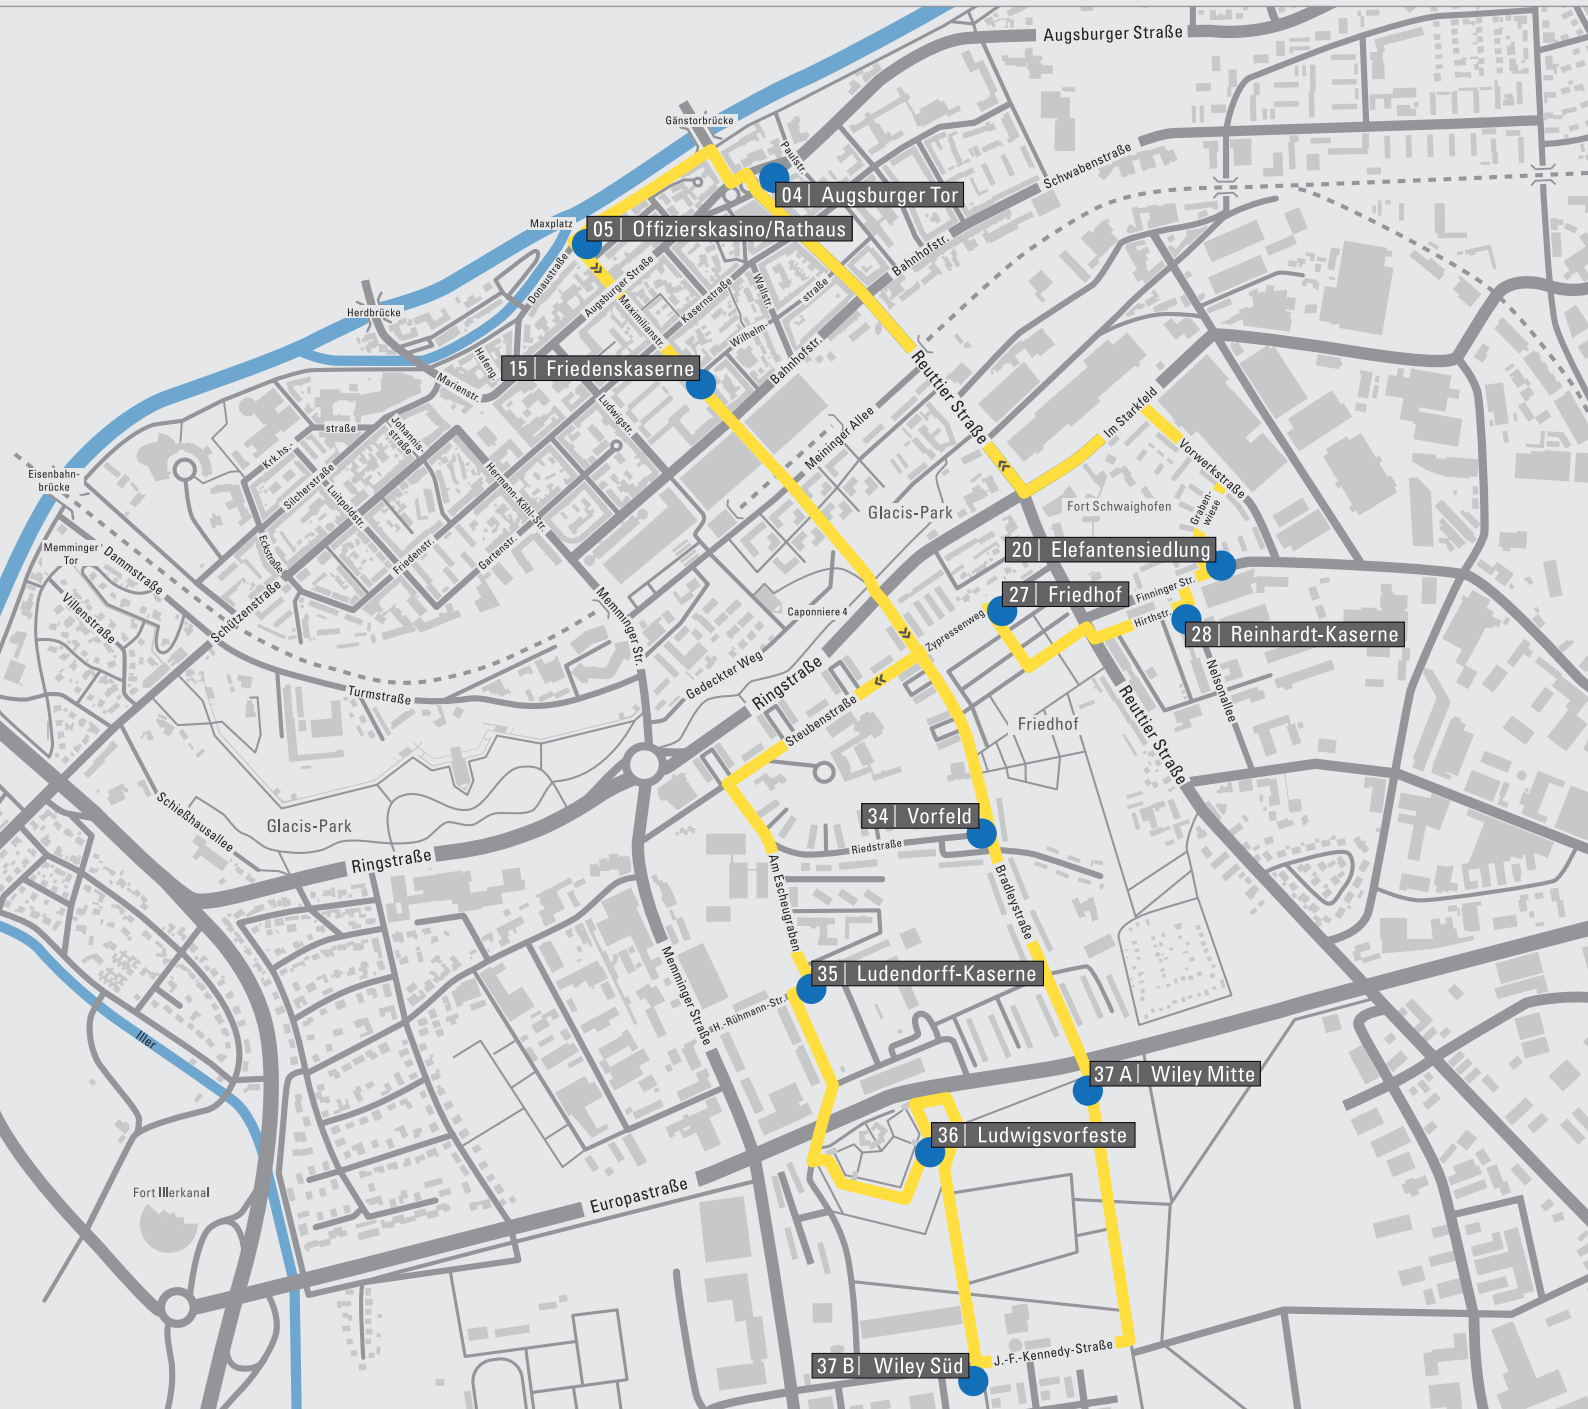 Augsburger Straße
Gänstorbrücke
Paulstr.
Schwabenstraße
04 | Augsburger Tor
Maxplatz
05 | Offizierskasino/Rathaus
Bahnhofstr.
Donaustraße
Augsburger Straße
Wallstr.
straße
Kasernstraße
Maximilianstr.
Herdbrücke
Wilhelm-
Hafeng.
15 | Friedenskaserne
Bahnhofstr.
Reuttier Straße
Marienstr.
Ludwigstr.
Im Starkfeld
Meininger Allee
Johannis-
straße
straße
Krk.hs.-
Vorwerkstraße
Eisenbahn-
brücke
Silcherstraße
Luitpoldstr.
Hermann-Köhl-Str.
Glacis-Park
Fort Schwaighofen
Graben-
wiese
Memminger
Tor
Dammstraße
Eckstraße
Friedenstr.
Gartenstr.
20 | Elefantensiedlung
Villenstraße
Schützenstraße
Memminger Str.
Caponniere 4
27 | Friedhof
Finninger Str.
Hirthstr.
Zypressenweg
28 | Reinhardt-Kaserne
Gedeckter Weg
Ringstraße
Turmstraße
Nelsonallee
Steubenstraße
Friedhof
Reuttier Straße
Schießhausallee
Glacis-Park
34 | Vorfeld
Ringstraße
Riedstraße
Am Escheugraben
Bradleystraße
Memminger Straße
35 | Ludendorff-Kaserne
H.-Rühmann-Str.
Iller
37 A | Wiley Mitte
36 | Ludwigsvorfeste
Fort Illerkanal
Europastraße
J.-F.-Kennedy-Straße
37 B | Wiley Süd